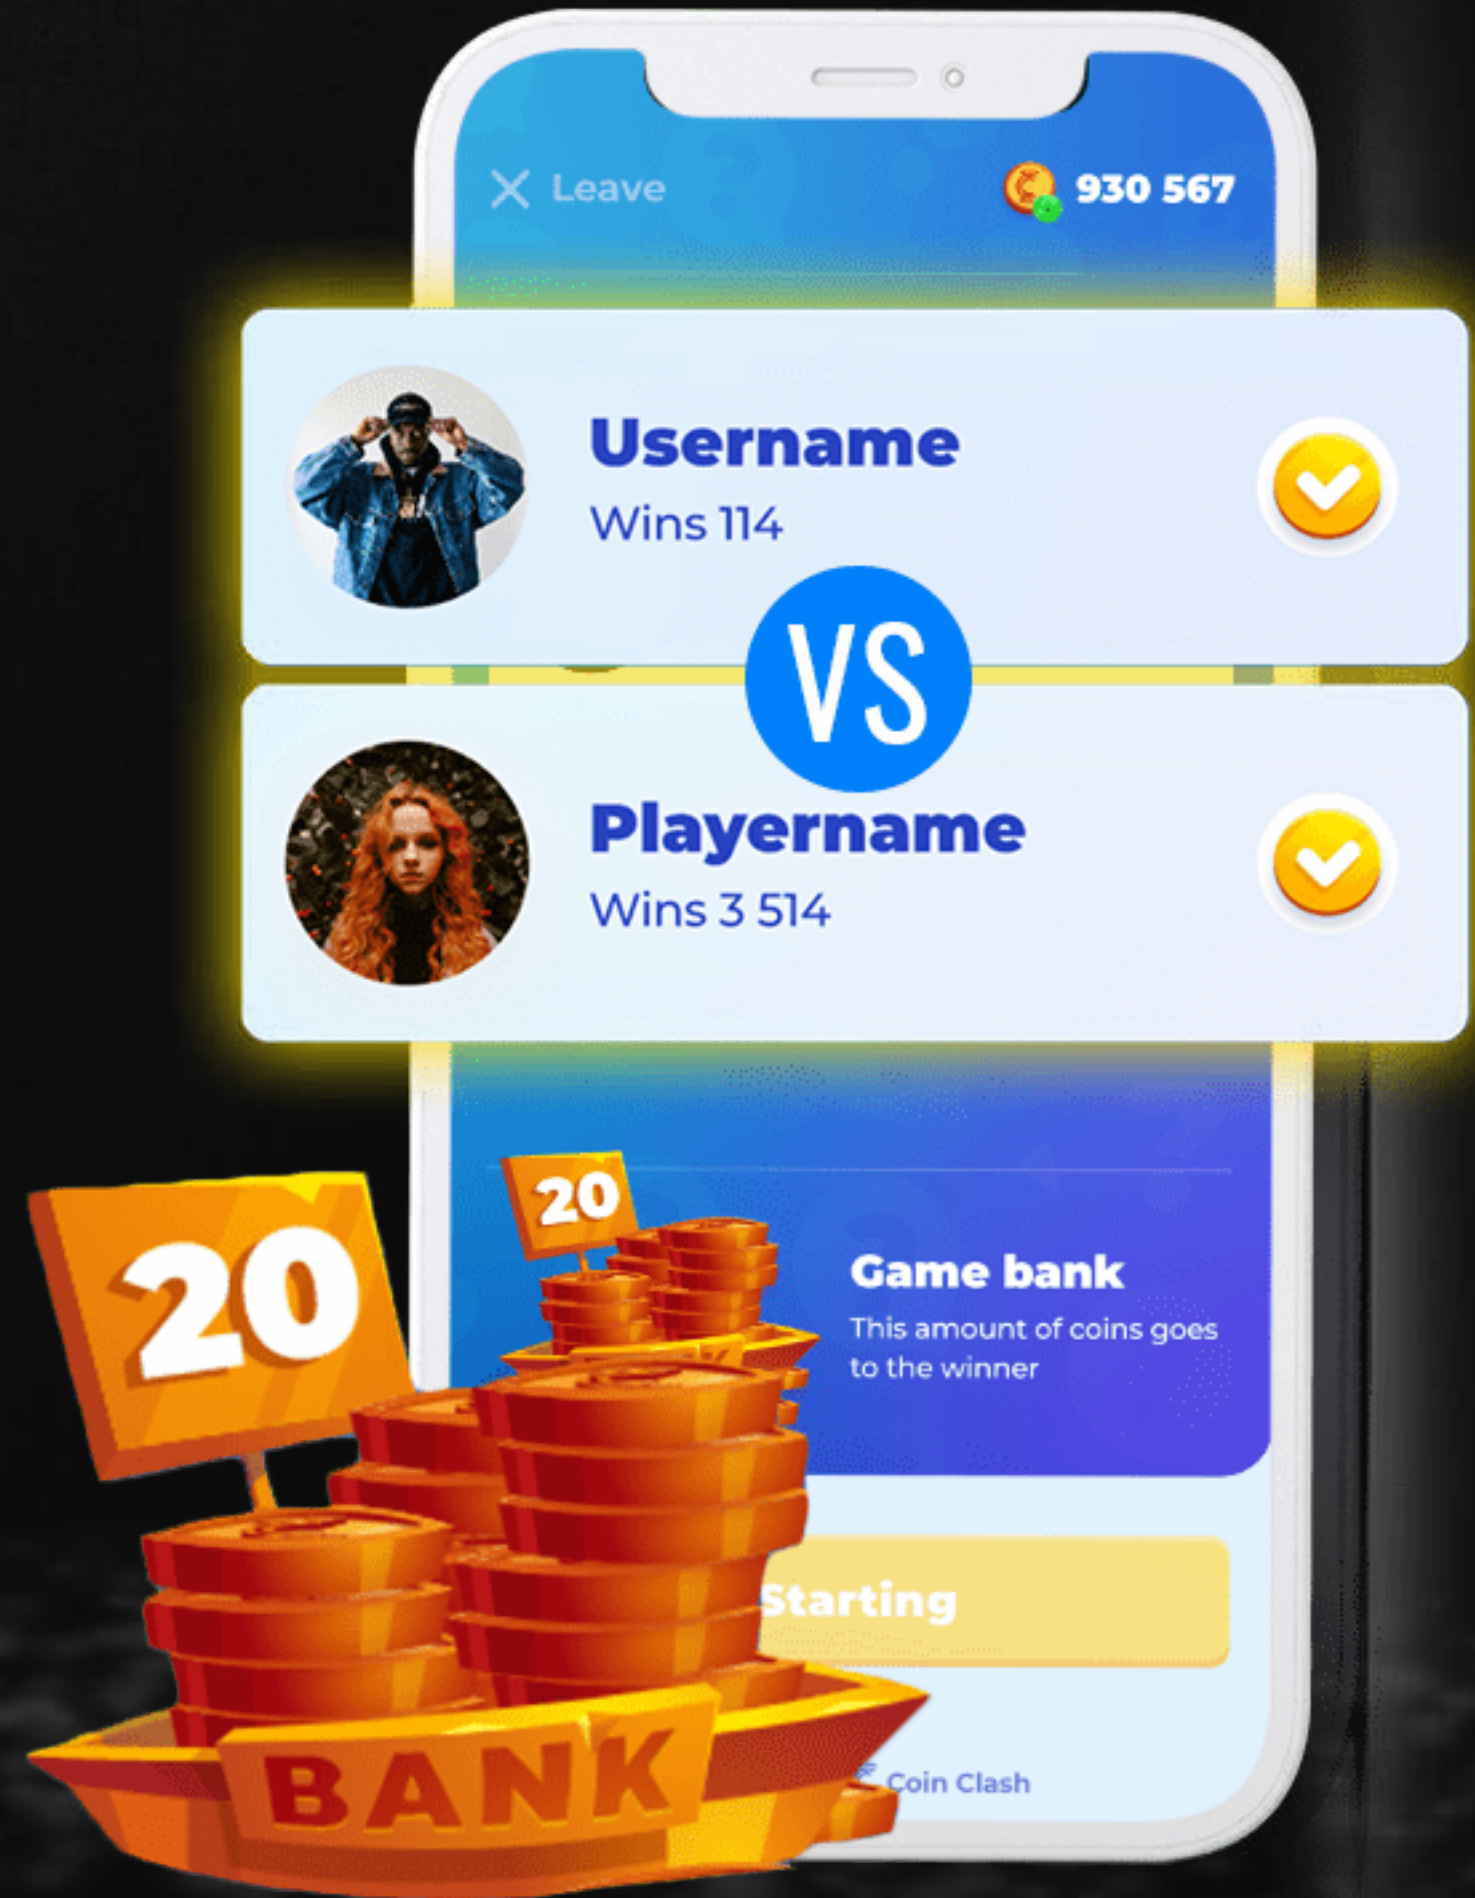 Leave
930 567
Username
Wins 114
VS
Playername
Wins 3 514
20
20
Game bank
This amount of coins goes
to the winner
Starting
BANK
Coin Clash